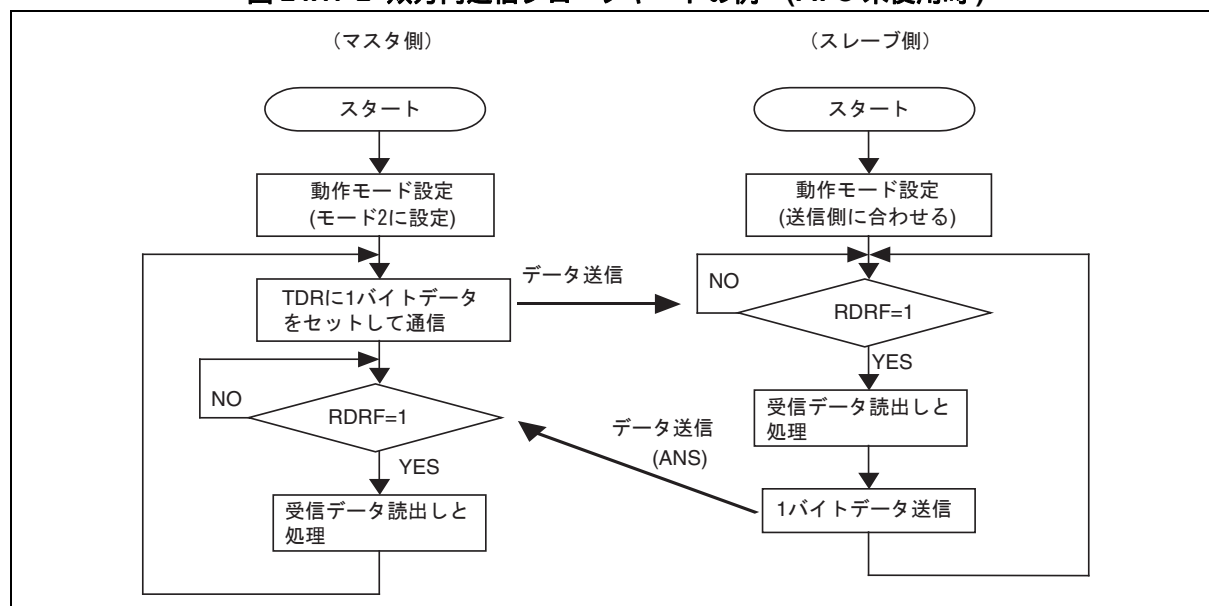 (マスタ側)
スタート
動作モード設定
(モード2に設定)
TDRに1バイトデータ
をセットして通信
NO
RDRF=1
YES
受信データ読出しと
処理
データ送信
データ送信
(ANS)
(スレーブ側)
スタート
動作モード設定
(送信側に合わせる)
NO
RDRF=1
YES
受信データ読出しと
処理
1バイトデータ送信